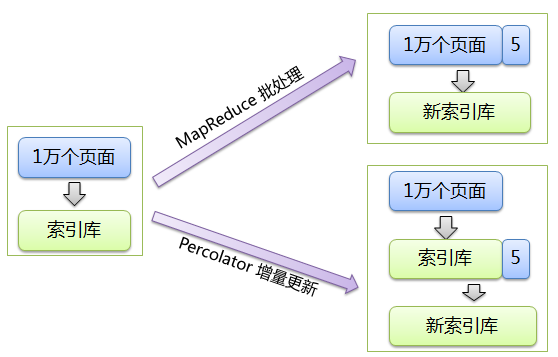 1万个页面
索引库
MapReduce 批处理
1万个页面 5
新索引库
Percolator 增量更新
1万个页面
索引库 5
新索引库